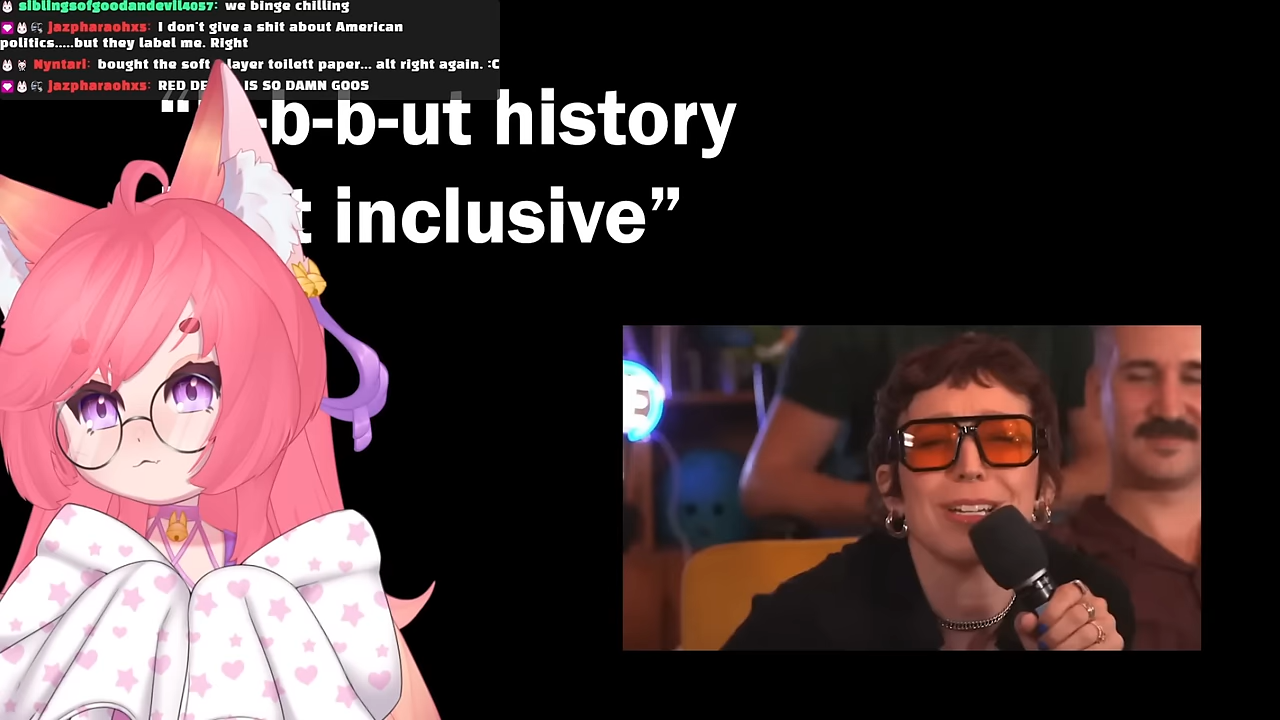 siblingsofgoodandevil4057: we binge chilling
jazpharaohxs: I don't give a shit about American
politics.....but they label me. Right
Nyntarl: bought the soft layer toilett paper... alt right again. :C
jazpharaohxs: RED IS SO DAMN GOOS
-b-b-ut history
inclusive”